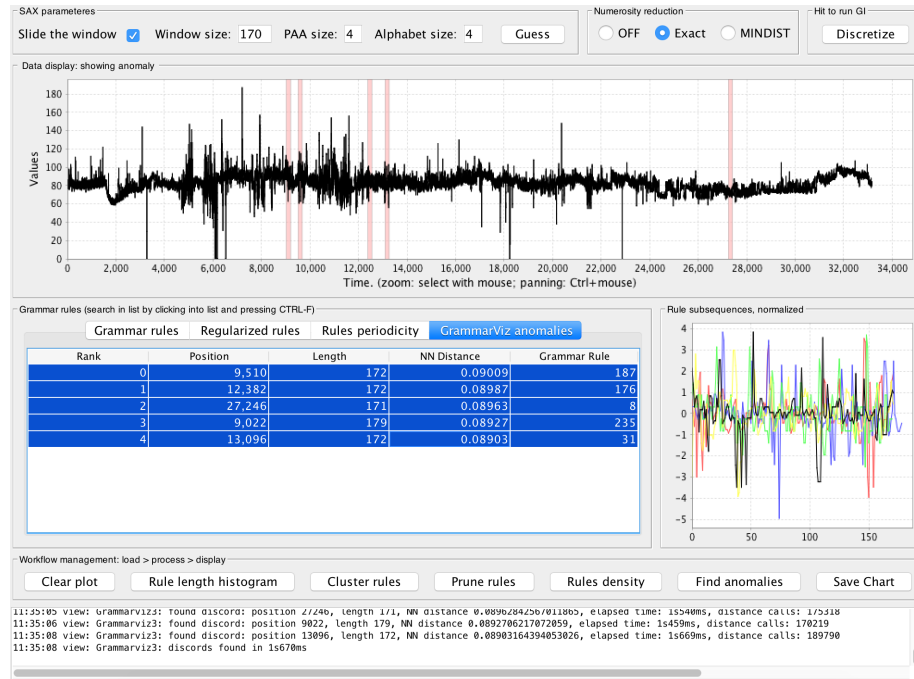 SAX parameteres
Numerosity reduction
Hit to run GI
Slide the window Window size: 170 PAA size: 4 Alphabet size: 4 Guess
OFF Exact MINDIST
Discretize
Data display: showing anomaly
Values
180
160
140
120
100
80
60
40
20
0
0 2,000 4,000 6,000 8,000 10,000 12,000 14,000 16,000 18,000 20,000 22,000 24,000 26,000 28,000 30,000 32,000 34,000
Time. (zoom: select with mouse; panning: Ctrl+mouse)
Grammar rules (search in list by clicking into list and pressing CTRL-F)
Grammar rules Regularized rules Rules periodicity GrammarViz anomalies
Rank Position Length NN Distance Grammar Rule
0 9,510 172 0.09009 187
1 12,382 172 0.08987 176
2 27,246 171 0.08963 8
3 9,022 179 0.08927 235
4 13,096 172 0.08903 31
Rule subsequences, normalized
4
3
2
1
0
-1
-2
-3
-4
-5
0 50 100 150
Workflow management: load > process > display
Clear plot Rule length histogram Cluster rules Prune rules Rules density Find anomalies Save Chart
11:35:05 view: Grammarviz3: found discord: position 27246, length 171, NN distance 0.0896284256​7011865, elapsed time: 1s540ms, distance calls: 175318
11:35:06 view: Grammarviz3: found discord: position 9022, length 179, NN distance 0.0892706217072059, elapsed time: 1s459ms, distance calls: 170219
11:35:08 view: Grammarviz3: found discord: position 13096, length 172, NN distance 0.08903164394053026, elapsed time: 1s669ms, distance calls: 189790
11:35:08 view: Grammarviz3: discords found in 1s670ms